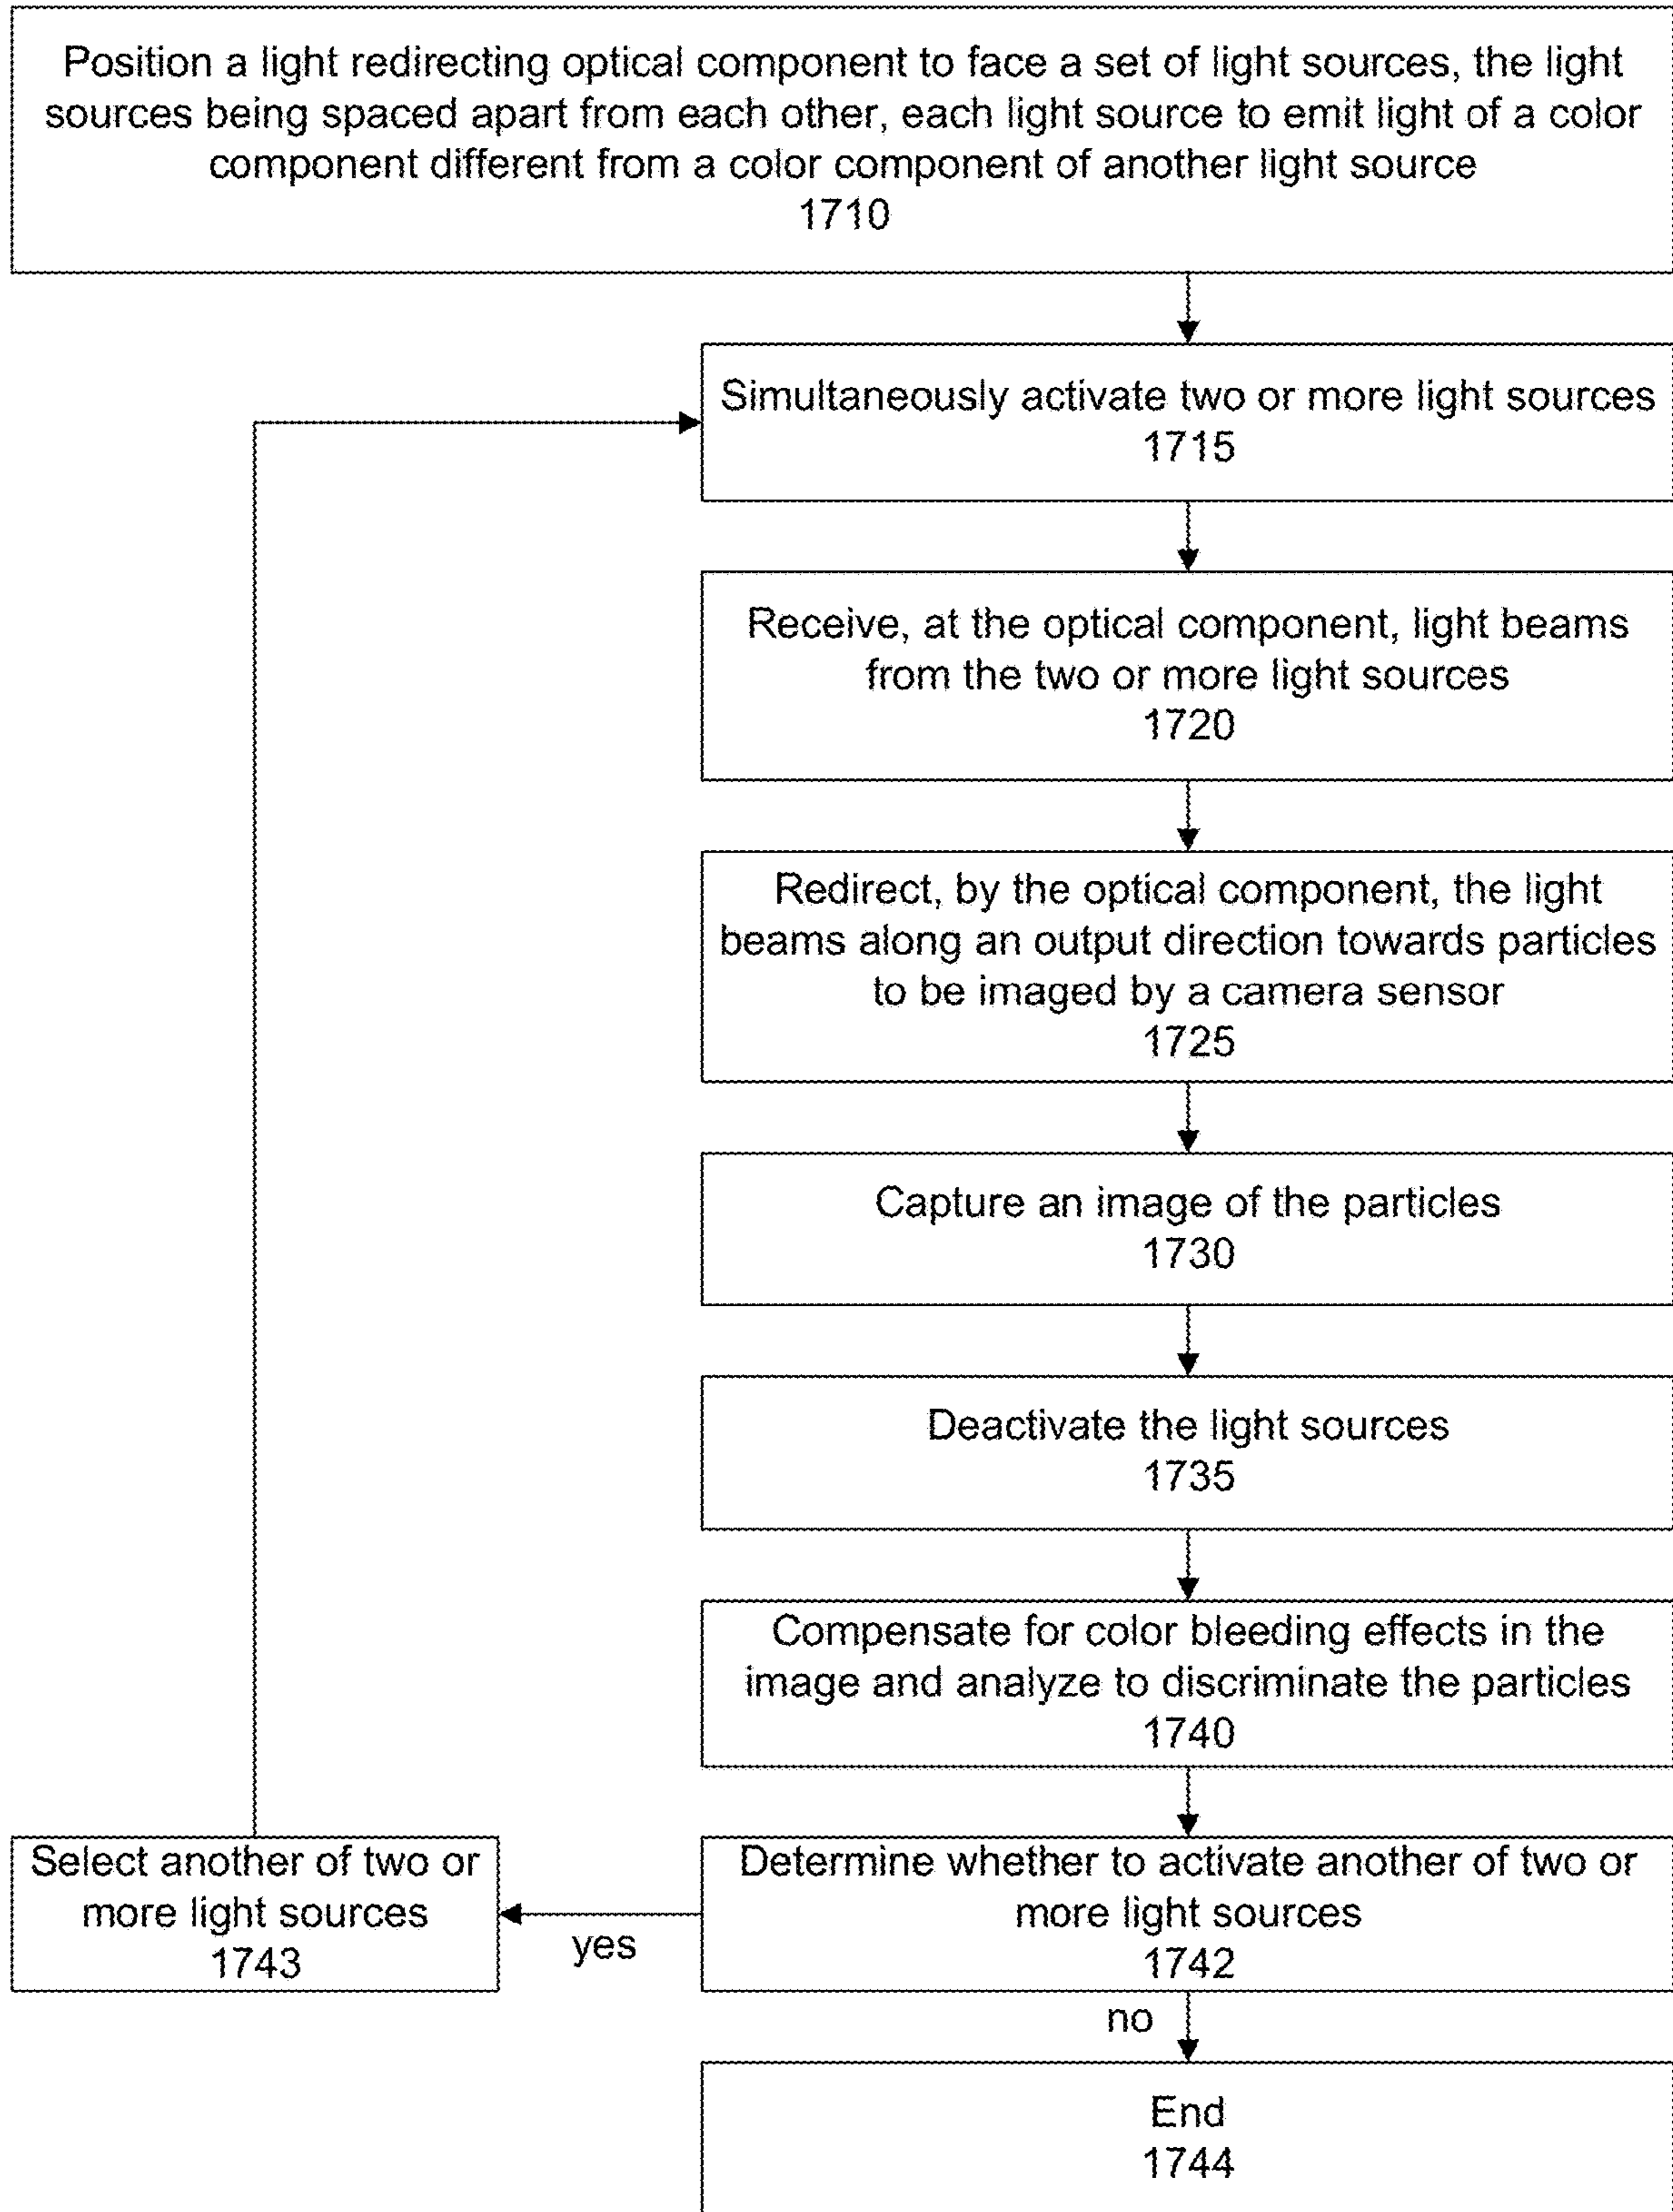 Position a light redirecting optical component to face a set of light sources, the light
sources being spaced apart from each other, each light source to emit light of a color
component different from a color component of another light source
1710
Simultaneously activate two or more light sources
1715
Receive, at the optical component, light beams
from the two or more light sources
1720
Redirect, by the optical component, the light
beams along an output direction towards particles
to be imaged by a camera sensor
1725
Capture an image of the particles
1730
Deactivate the light sources
1735
Compensate for color bleeding effects in the
image and analyze to discriminate the particles
1740
Determine whether to activate another of two or
more light sources
1742
yes
Select another of two or
more light sources
1743
no
End
1744